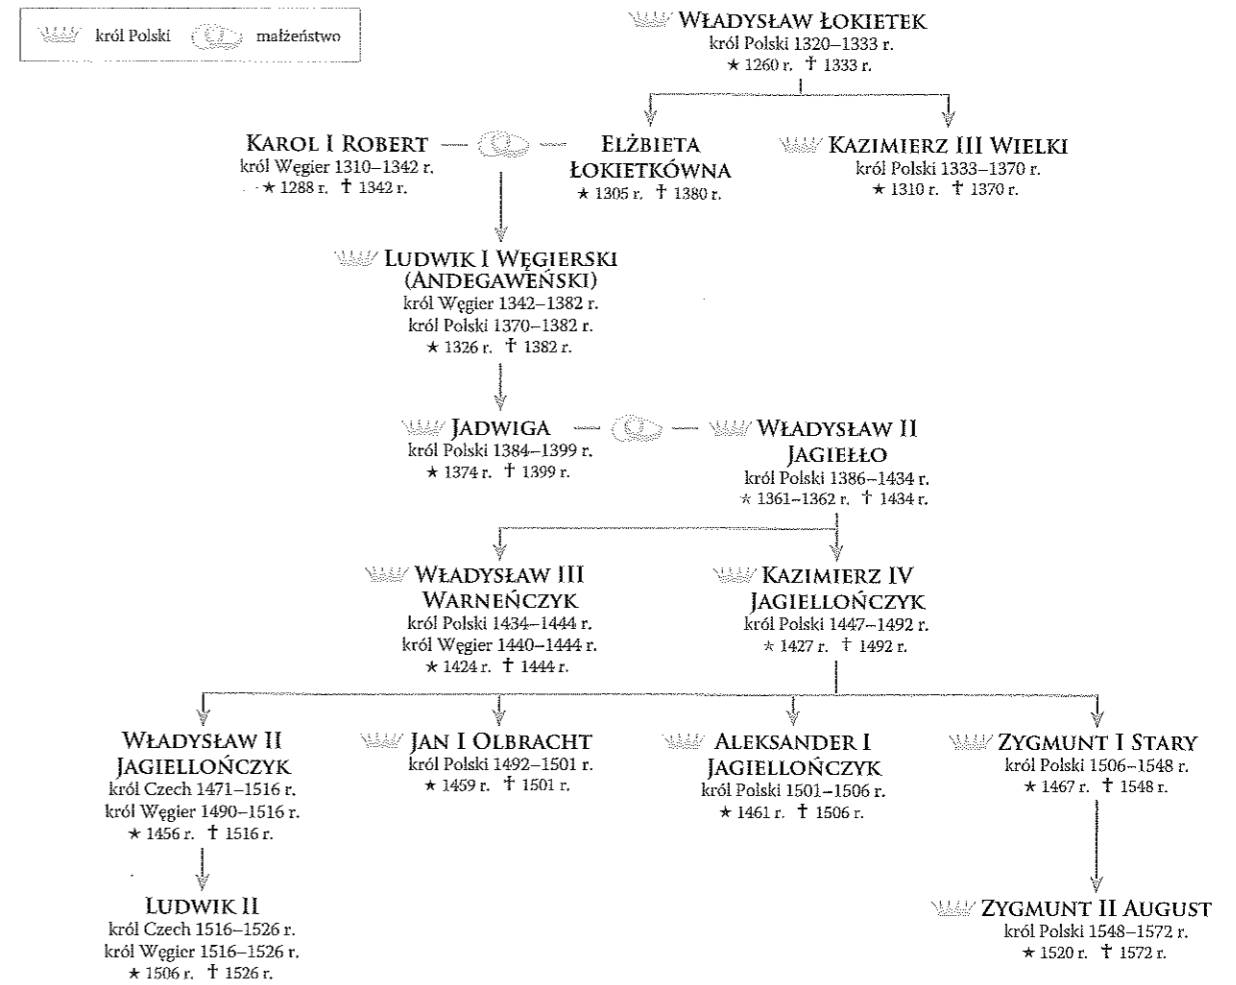 król Polski małżeństwo
WŁADYSŁAW ŁOKIETEK
król Polski 1320–1333 r.
★ 1260 r. † 1333 r.
KAROL I ROBERT
król Węgier 1310–1342 r.
★ 1288 r. † 1342 r.
ELŻBIETA
ŁOKIETKÓWNA
★ 1305 r. † 1380 r.
KAZIMIERZ III WIELKI
król Polski 1333–1370 r.
★ 1310 r. † 1370 r.
LUDWIK I WĘGIERSKI
(ANDEGAWEŃSKI)
król Węgier 1342–1382 r.
król Polski 1370–1382 r.
★ 1326 r. † 1382 r.
JADWIGA
król Polski 1384–1399 r.
★ 1374 r. † 1399 r.
WŁADYSŁAW II
JAGIEŁŁO
król Polski 1386–1434 r.
★ 1361–1362 r. † 1434 r.
WŁADYSŁAW III
WARNEŃCZYK
król Polski 1434–1444 r.
król Węgier 1440–1444 r.
★ 1424 r. † 1444 r.
KAZIMIERZ IV
JAGIELLOŃCZYK
król Polski 1447–1492 r.
★ 1427 r. † 1492 r.
WŁADYSŁAW II
JAGIELLOŃCZYK
król Czech 1471–1516 r.
król Węgier 1490–1516 r.
★ 1456 r. † 1516 r.
JAN I OLBRACHT
król Polski 1492–1501 r.
★ 1459 r. † 1501 r.
ALEKSANDER I
JAGIELLOŃCZYK
król Polski 1501–1506 r.
★ 1461 r. † 1506 r.
ZYGMUNT I STARY
król Polski 1506–1548 r.
★ 1467 r. † 1548 r.
LUDWIK II
król Czech 1516–1526 r.
król Węgier 1516–1526 r.
★ 1506 r. † 1526 r.
ZYGMUNT II AUGUST
król Polski 1548–1572 r.
★ 1520 r. † 1572 r.